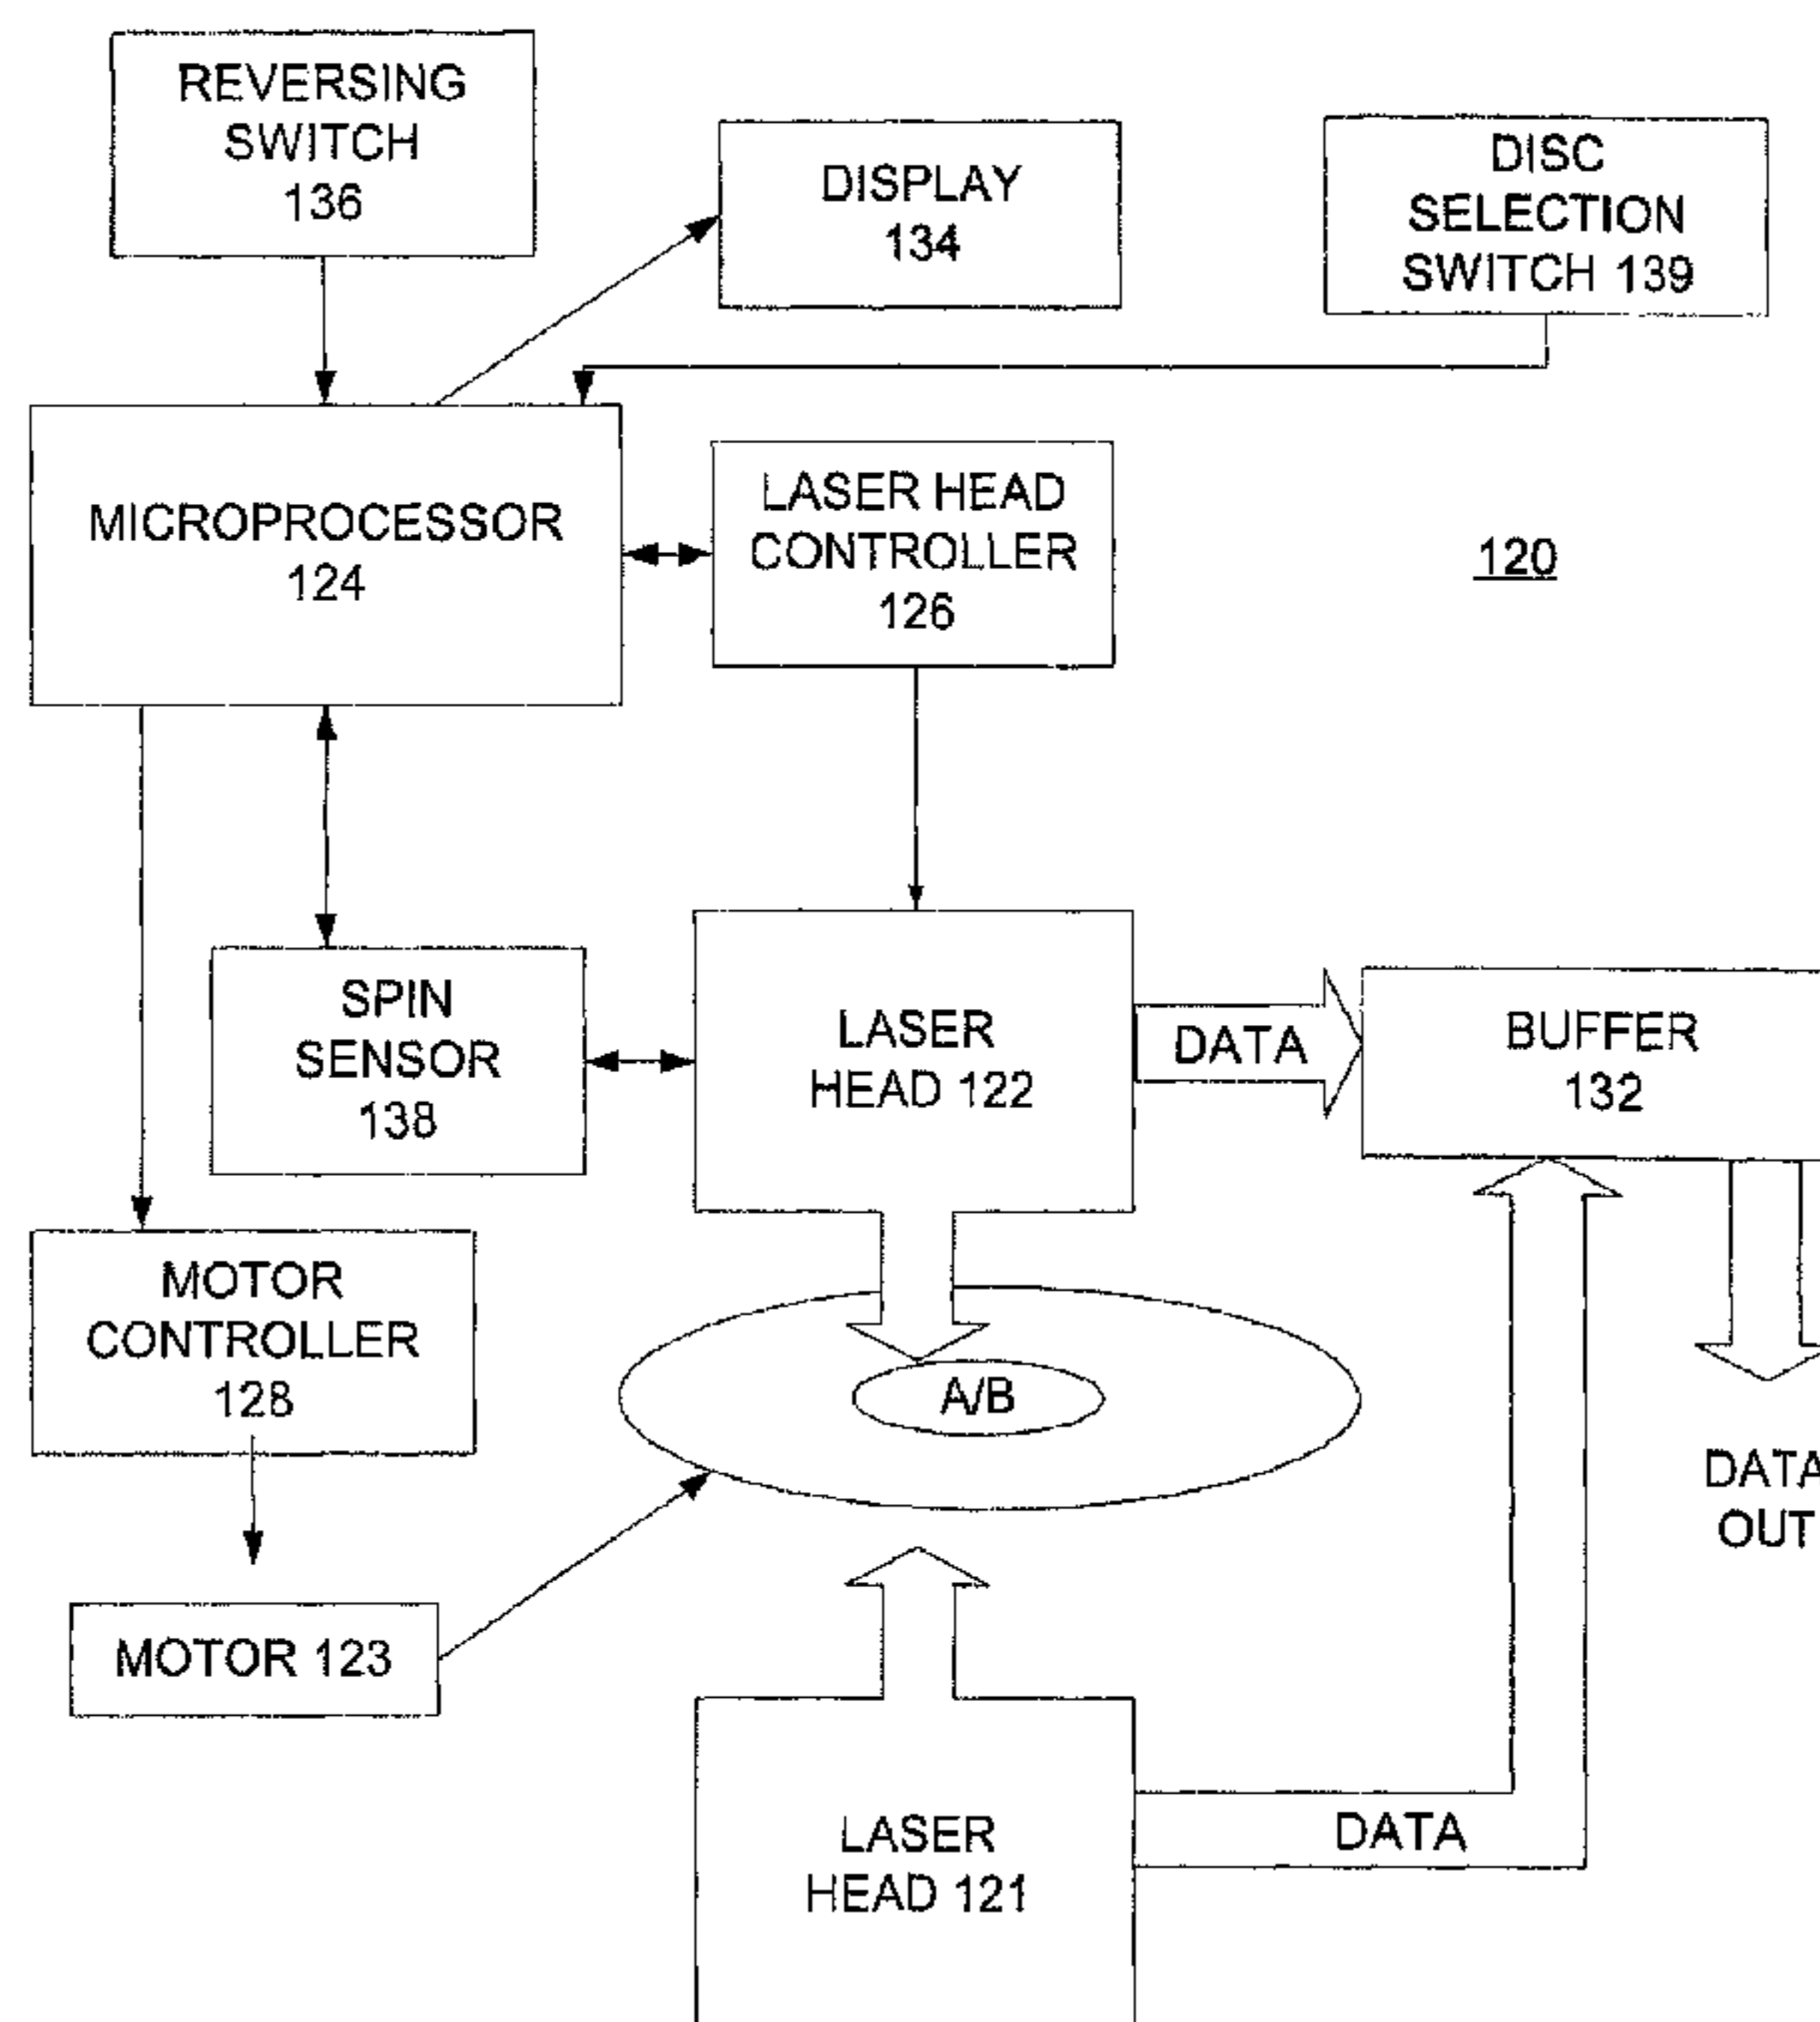 REVERSING
SWITCH
136
DISPLAY
134
DISC
SELECTION
SWITCH 139
MICROPROCESSOR
124
LASER HEAD
CONTROLLER
126
120
SPIN
SENSOR
138
LASER
HEAD 122
DATA
BUFFER
132
MOTOR
CONTROLLER
128
A/B
DATA
OUT
MOTOR 123
LASER
HEAD 121
DATA